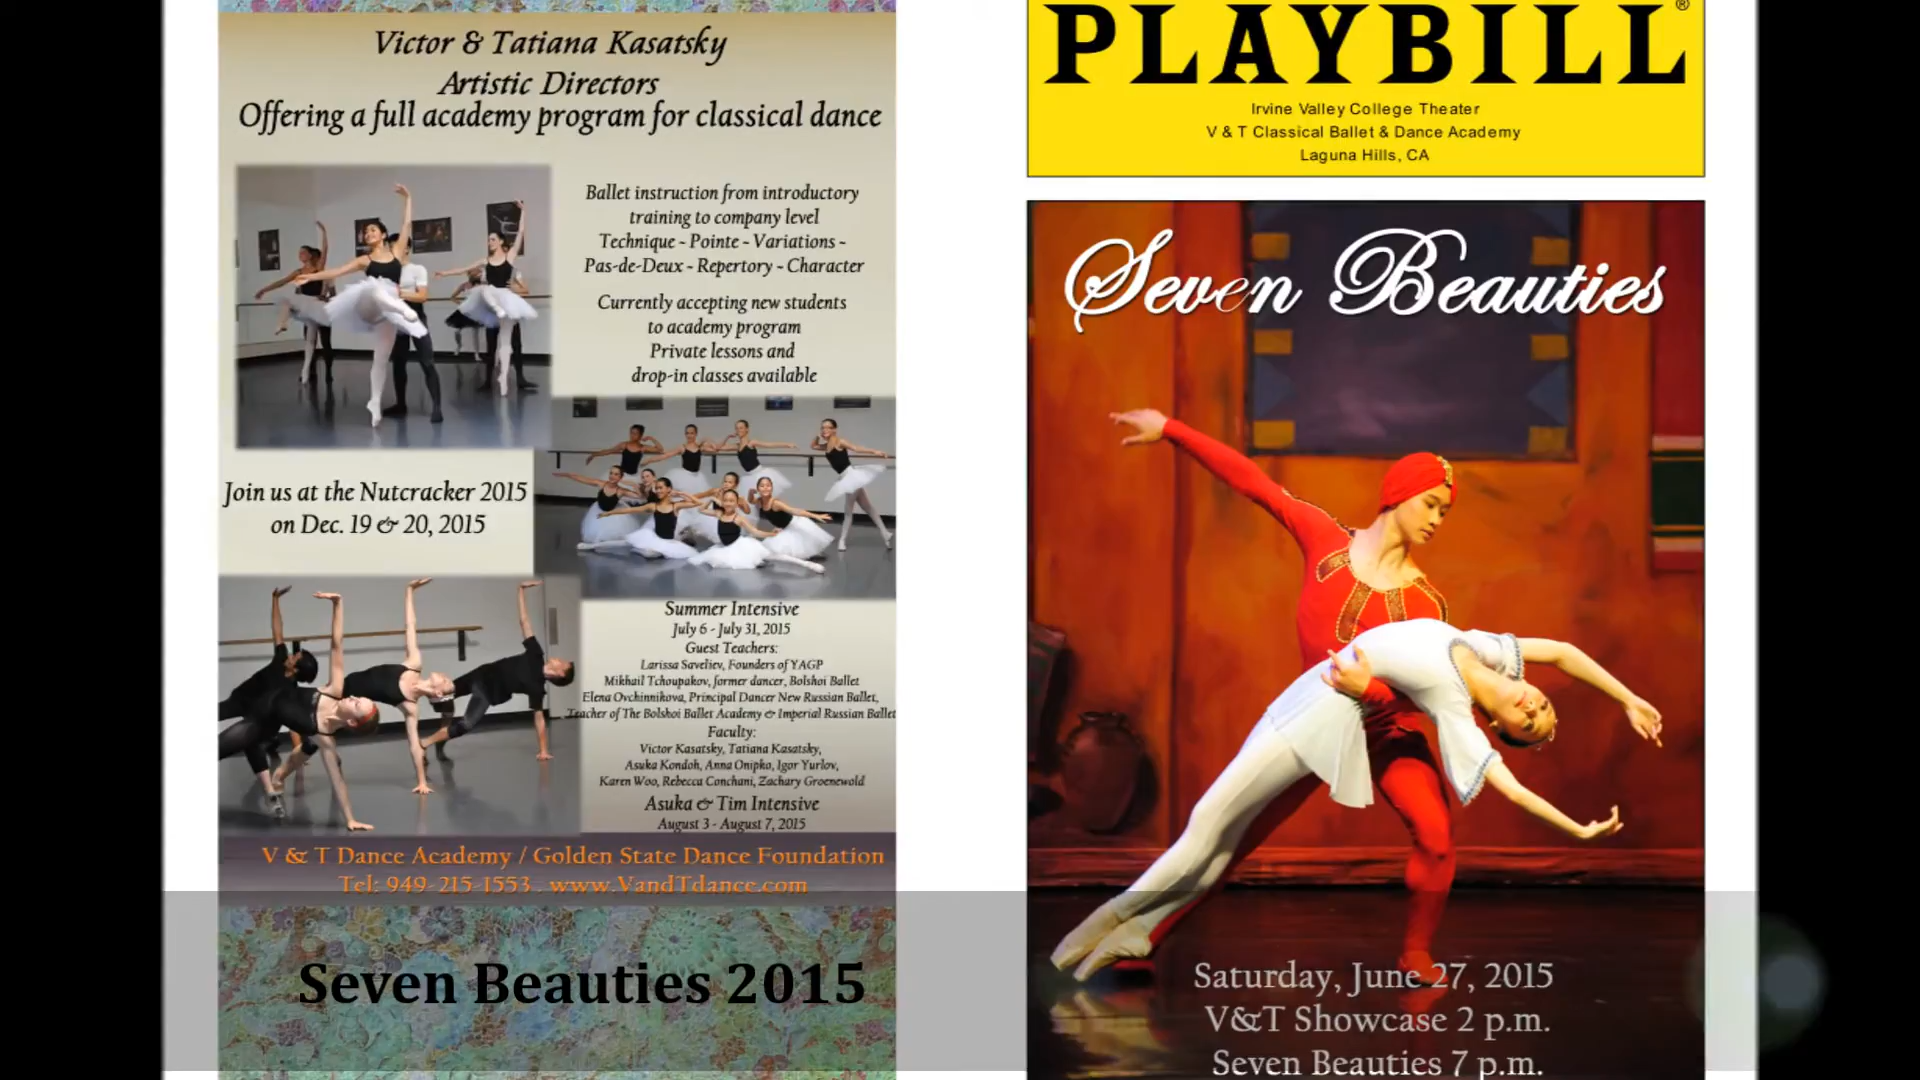 Victor & Tatiana Kasatsky
Artistic Directors
Offering a full academy program for classical dance
Ballet instruction from introductory
training to company level
Technique - Pointe - Variations -
Pas-de-Deux - Repertory - Character
Currently accepting new students
to academy program
Private lessons and
drop-in classes available
Join us at the Nutcracker 2015
on Dec. 19 & 20, 2015
Summer Intensive
July 6 - July 31, 2015
Guest Teachers:
Larissa Saveliev, Founders of YAGP
Mikhail Tchoupakov, former dancer, Bolshoi Ballet
Elena Ovchinnikova, Principal Dancer New Russian Ballet,
Teacher of The Bolshoi Ballet Academy & Imperial Russian Ballet
Faculty:
Victor Kasatsky, Tatiana Kasatsky,
Asuka Kondoh, Anna Onipko, Igor Yurlov,
Karen Woo, Rebecca Conchani, Zachary Groenewold
Asuka & Tim Intensive
August 3 - August 7, 2015
V & T Dance Academy / Golden State Dance Foundation
Tel: 949-215-1553 . www.VandTdance.com
Seven Beauties 2015
PLAYBILL®
Irvine Valley College Theater
V & T Classical Ballet & Dance Academy
Laguna Hills, CA
Seven Beauties
Saturday, June 27, 2015
V&T Showcase 2 p.m.
Seven Beauties 7 p.m.